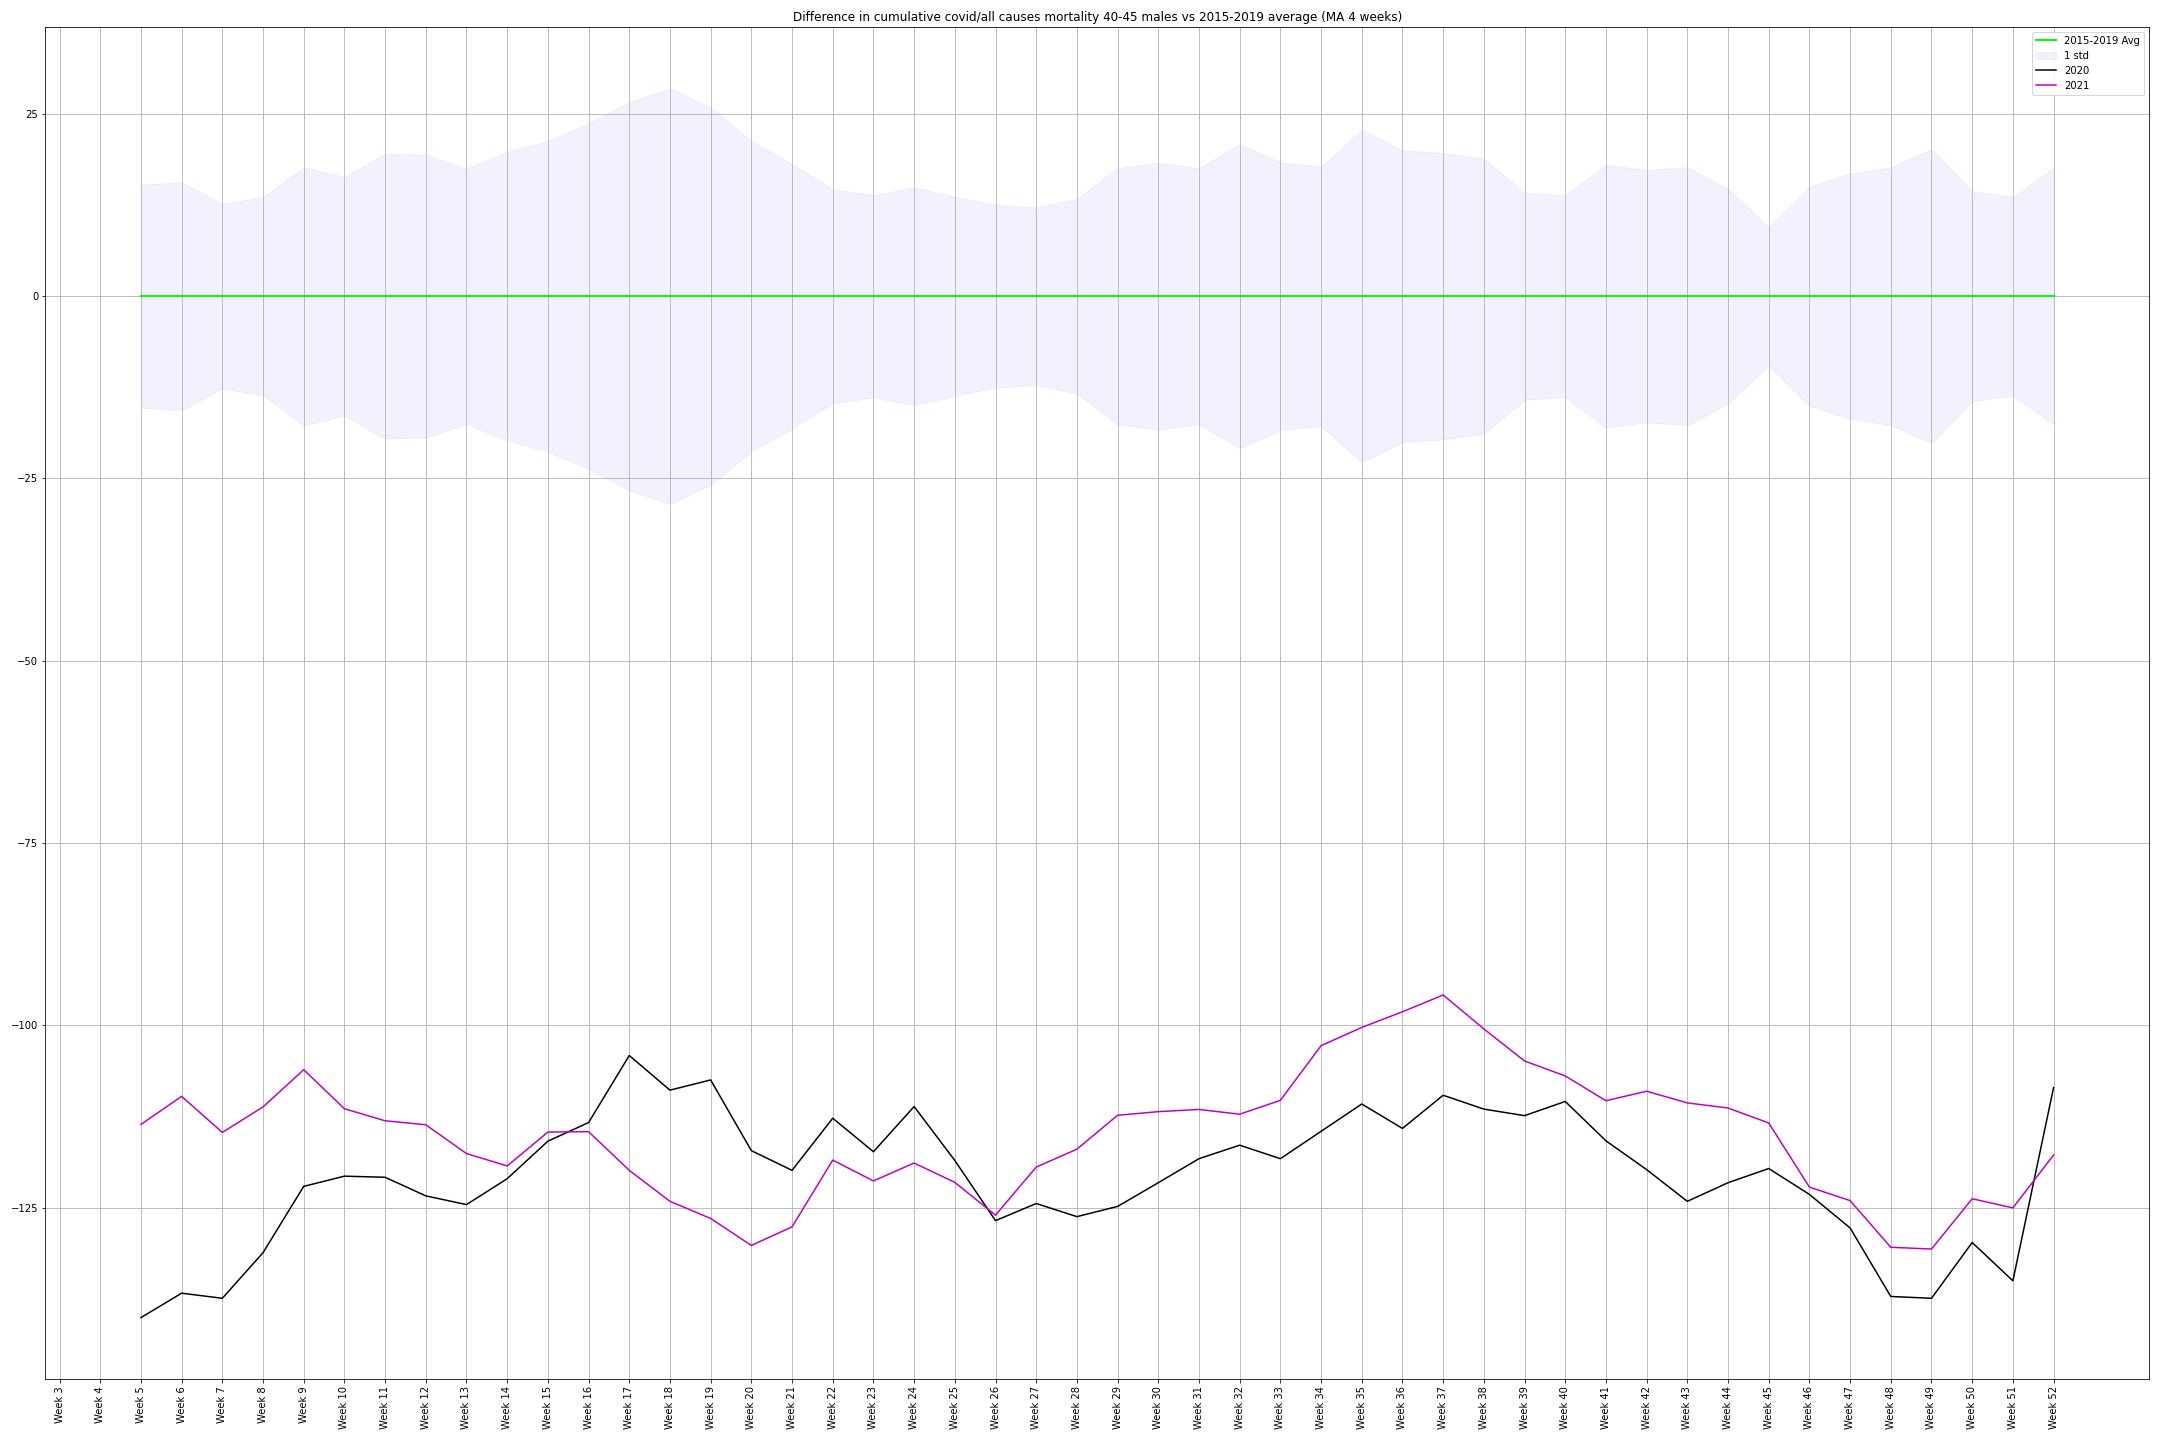 Difference in cumulative covid/all causes mortality 40-45 males vs 2015-2019 average (MA 4 weeks)
2015-2019 Avg
1 std
2020
2021
25
0
−25
−50
−75
−100
−125
Week 3
Week 4
Week 5
Week 6
Week 7
Week 8
Week 9
Week 10
Week 11
Week 12
Week 13
Week 14
Week 15
Week 16
Week 17
Week 18
Week 19
Week 20
Week 21
Week 22
Week 23
Week 24
Week 25
Week 26
Week 27
Week 28
Week 29
Week 30
Week 31
Week 32
Week 33
Week 34
Week 35
Week 36
Week 37
Week 38
Week 39
Week 40
Week 41
Week 42
Week 43
Week 44
Week 45
Week 46
Week 47
Week 48
Week 49
Week 50
Week 51
Week 52